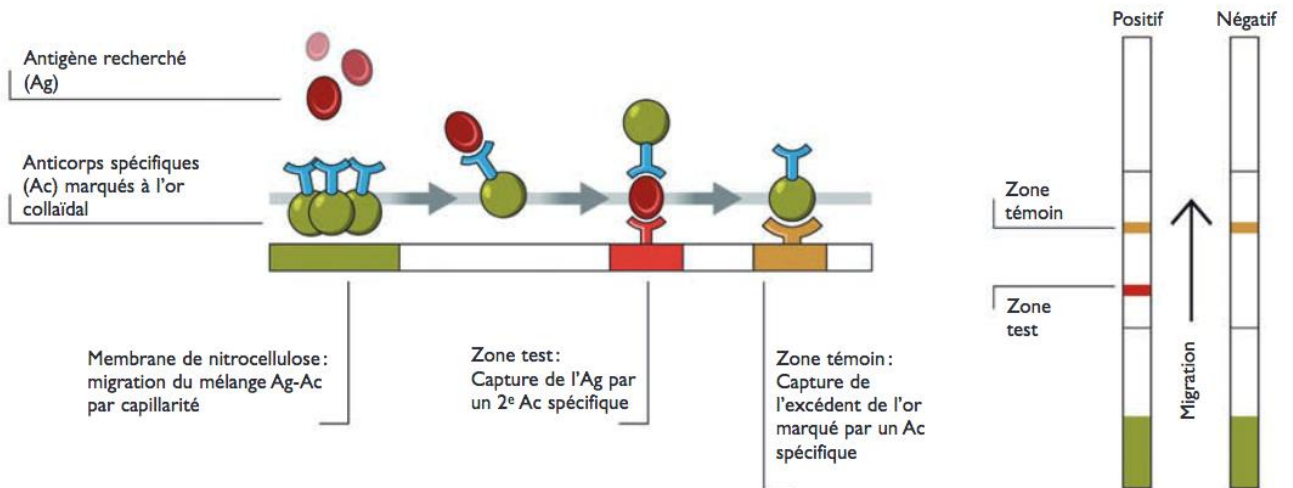 Antigène recherché
(Ag)
Anticorps spécifiques
(Ac) marqués à l'or
collaïdal
Membrane de nitrocellulose :
migration du mélange Ag-Ac
par capillarité
Zone test :
Capture de l'Ag par
un 2e Ac spécifique
Zone témoin :
Capture de
l'excédent de l'or
marqué par un Ac
spécifique
Positif
Négatif
Zone
témoin
Zone
test
Migration